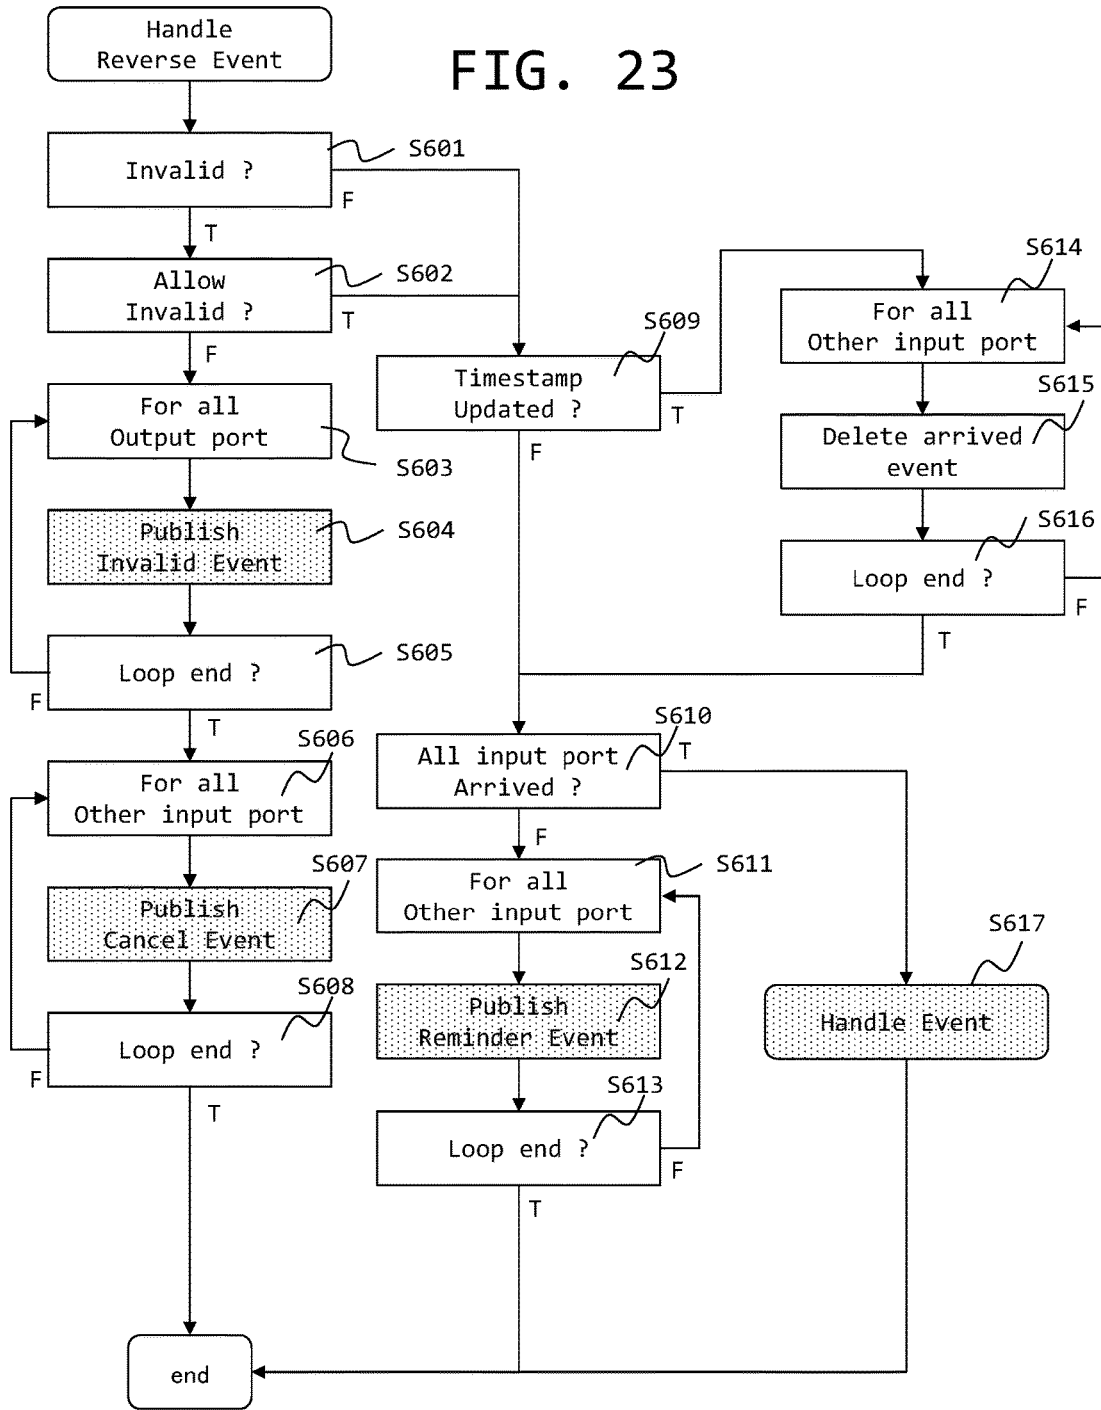 Handle
Reverse Event
FIG. 23
Invalid ?
S601
F
T
Allow
Invalid ?
S602
T
F
For all
Output port
S603
Publish
Invalid Event
S604
Loop end ?
S605
F
T
For all
Other input port
S606
Publish
Cancel Event
S607
Loop end ?
S608
F
T
end
Timestamp
Updated ?
S609
T
F
All input port
Arrived ?
S610
T
F
For all
Other input port
S611
Publish
Reminder Event
S612
Loop end ?
S613
F
T
For all
Other input port
S614
Delete arrived
event
S615
Loop end ?
S616
F
T
Handle Event
S617